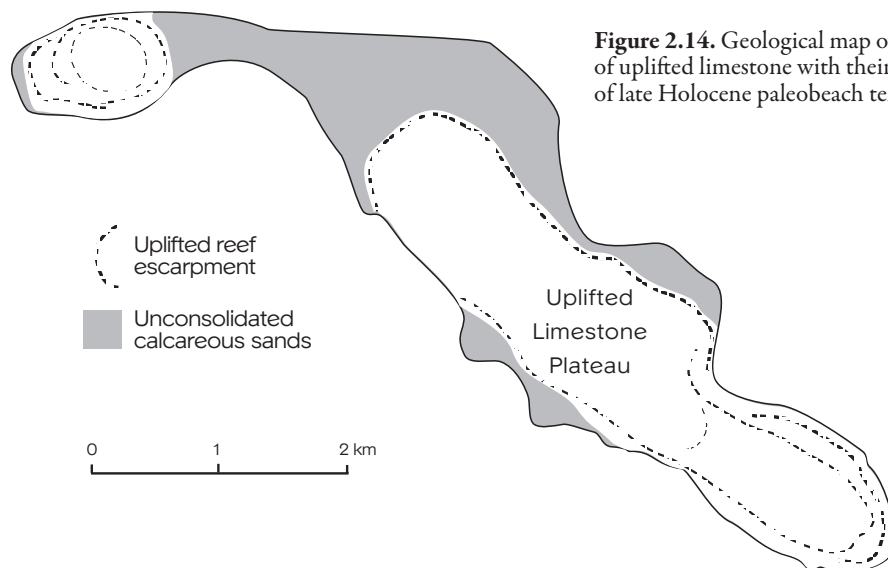 Figure 2.14. Geological map o
of uplifted limestone with their
of late Holocene paleobeach te
Uplifted reef
escarpment
Unconsolidated
calcareous sands
Uplifted
Limestone
Plateau
0 1 2 km